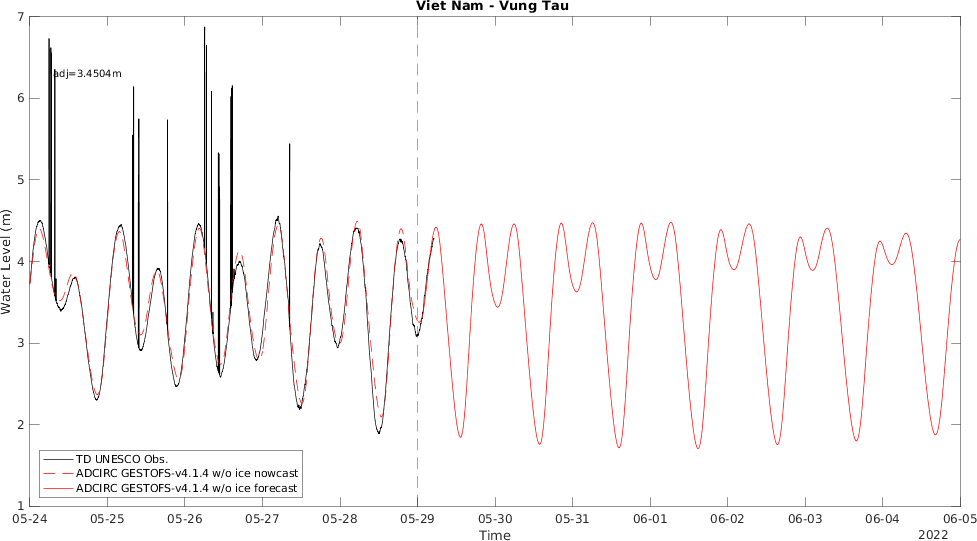 Viet Nam - Vung Tau
7
6
5
4
3
2
1
Water Level (m)
adj=3.4504m
TD UNESCO Obs.
ADCIRC GESTOFS-v4.1.4 w/o ice nowcast
ADCIRC GESTOFS-v4.1.4 w/o ice forecast
05-24 05-25 05-26 05-27 05-28 05-29 05-30 05-31 06-01 06-02 06-03 06-04 06-05
Time
2022